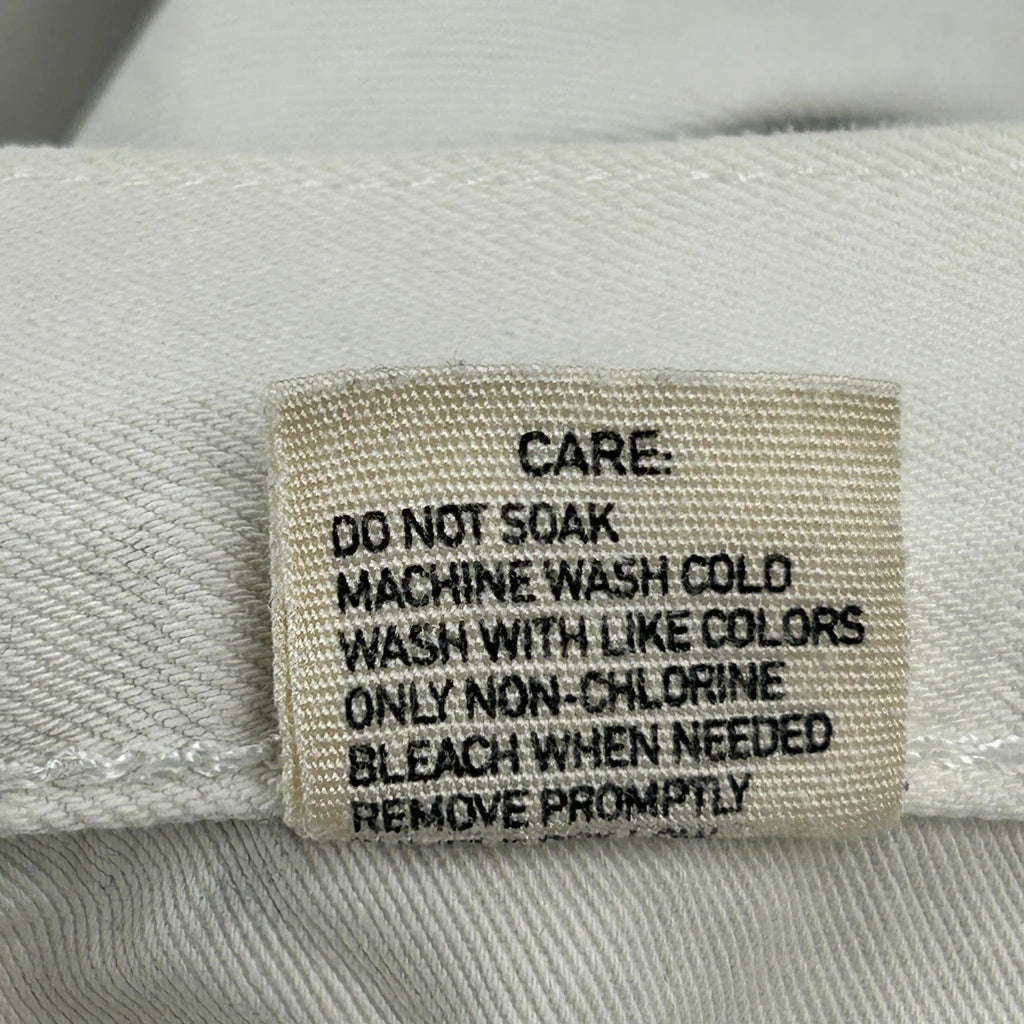 CARE:
DO NOT SOAK
MACHINE WASH COLD
WASH WITH LIKE COLORS
ONLY NON-CHLORINE
BLEACH WHEN NEEDED
REMOVE PROMPTLY